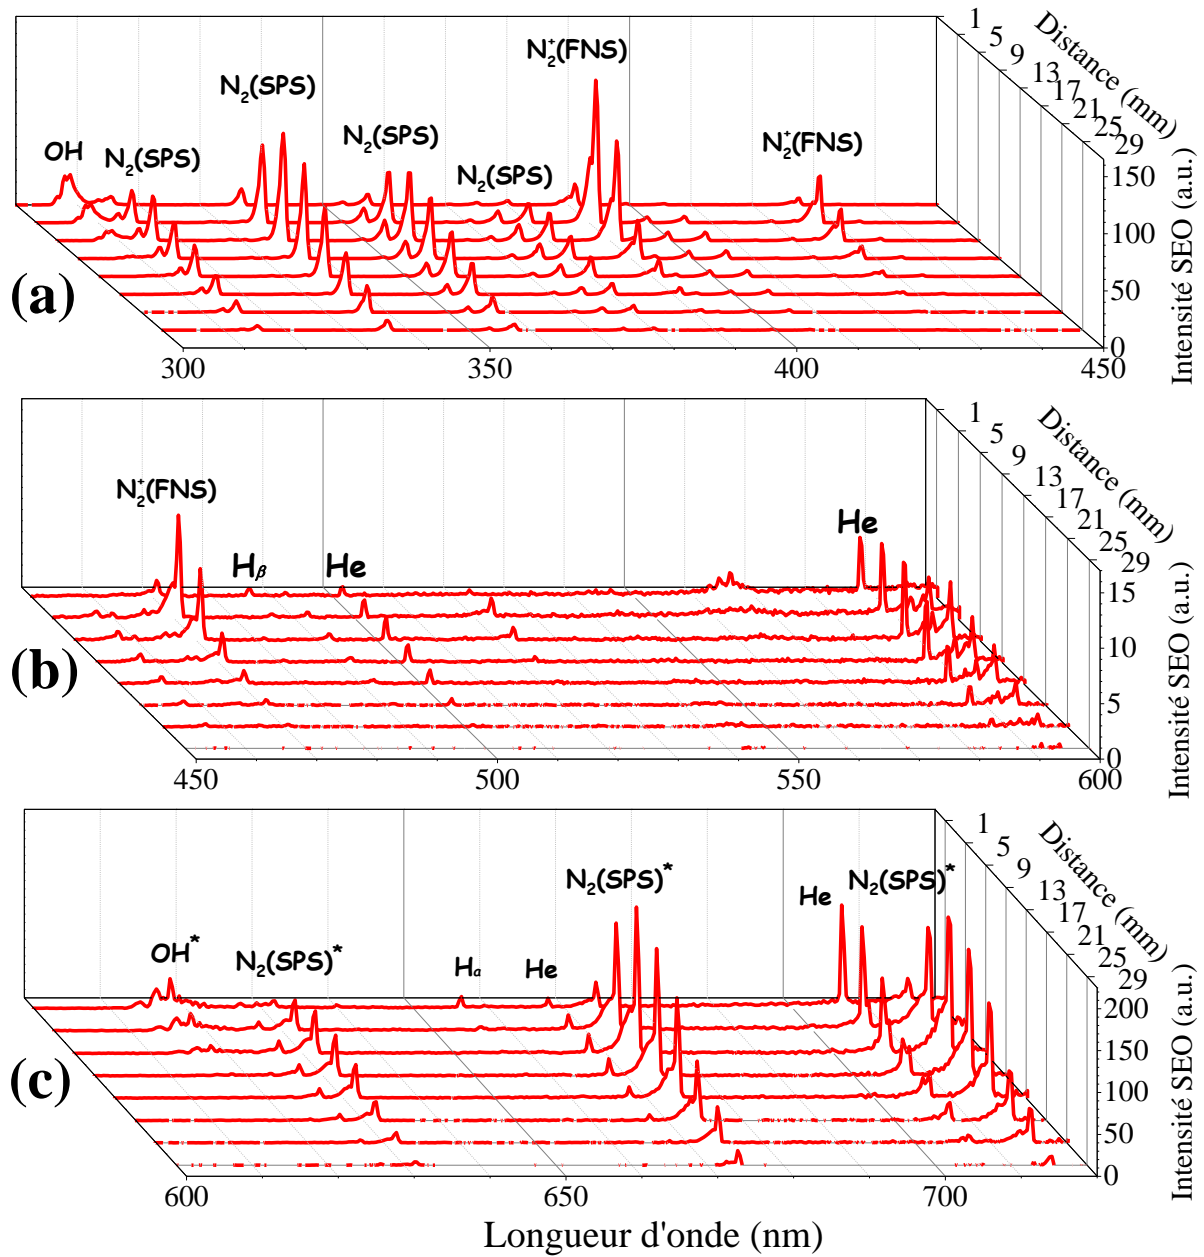 N₂⁺(FNS)
N₂(SPS)
OH
N₂(SPS)
N₂(SPS)
N₂(SPS)
N₂⁺(FNS)
1
5
9
13
17
21
25
29
Distance (mm)
150
100
50
0
Intensité SEO (a.u.)
(a)
300
350
400
450
N₂⁺(FNS)
Hβ
He
He
1
5
9
13
17
21
25
29
Distance (mm)
15
10
5
0
Intensité SEO (a.u.)
(b)
450
500
550
600
OH*
N₂(SPS)*
Hα
He
N₂(SPS)*
He
N₂(SPS)*
1
5
9
13
17
21
25
29
Distance (mm)
200
150
100
50
0
Intensité SEO (a.u.)
(c)
600
650
700
Longueur d'onde (nm)